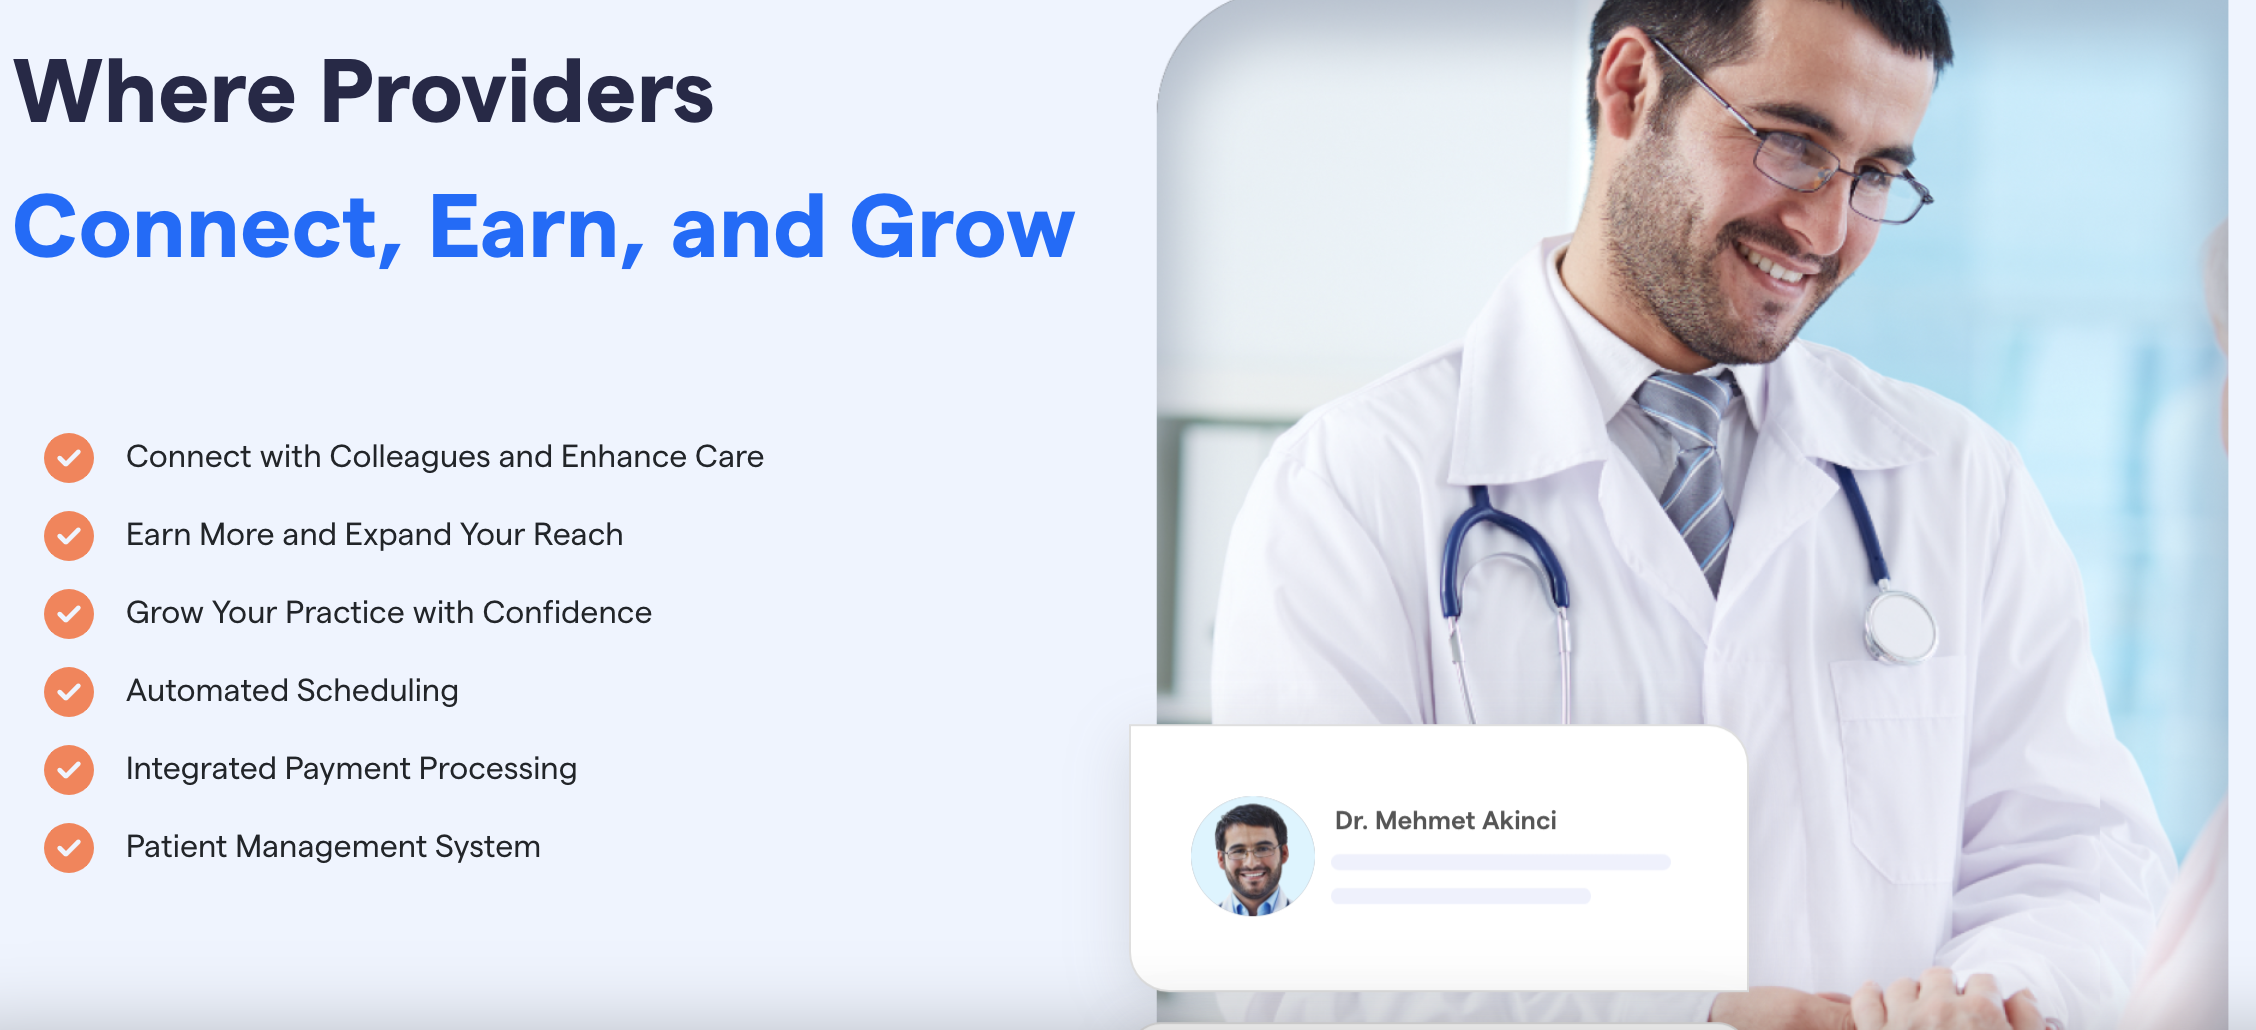 Where Providers
Connect, Earn, and Grow
Connect with Colleagues and Enhance Care
Earn More and Expand Your Reach
Grow Your Practice with Confidence
Automated Scheduling
Integrated Payment Processing
Patient Management System
Dr. Mehmet Akinci